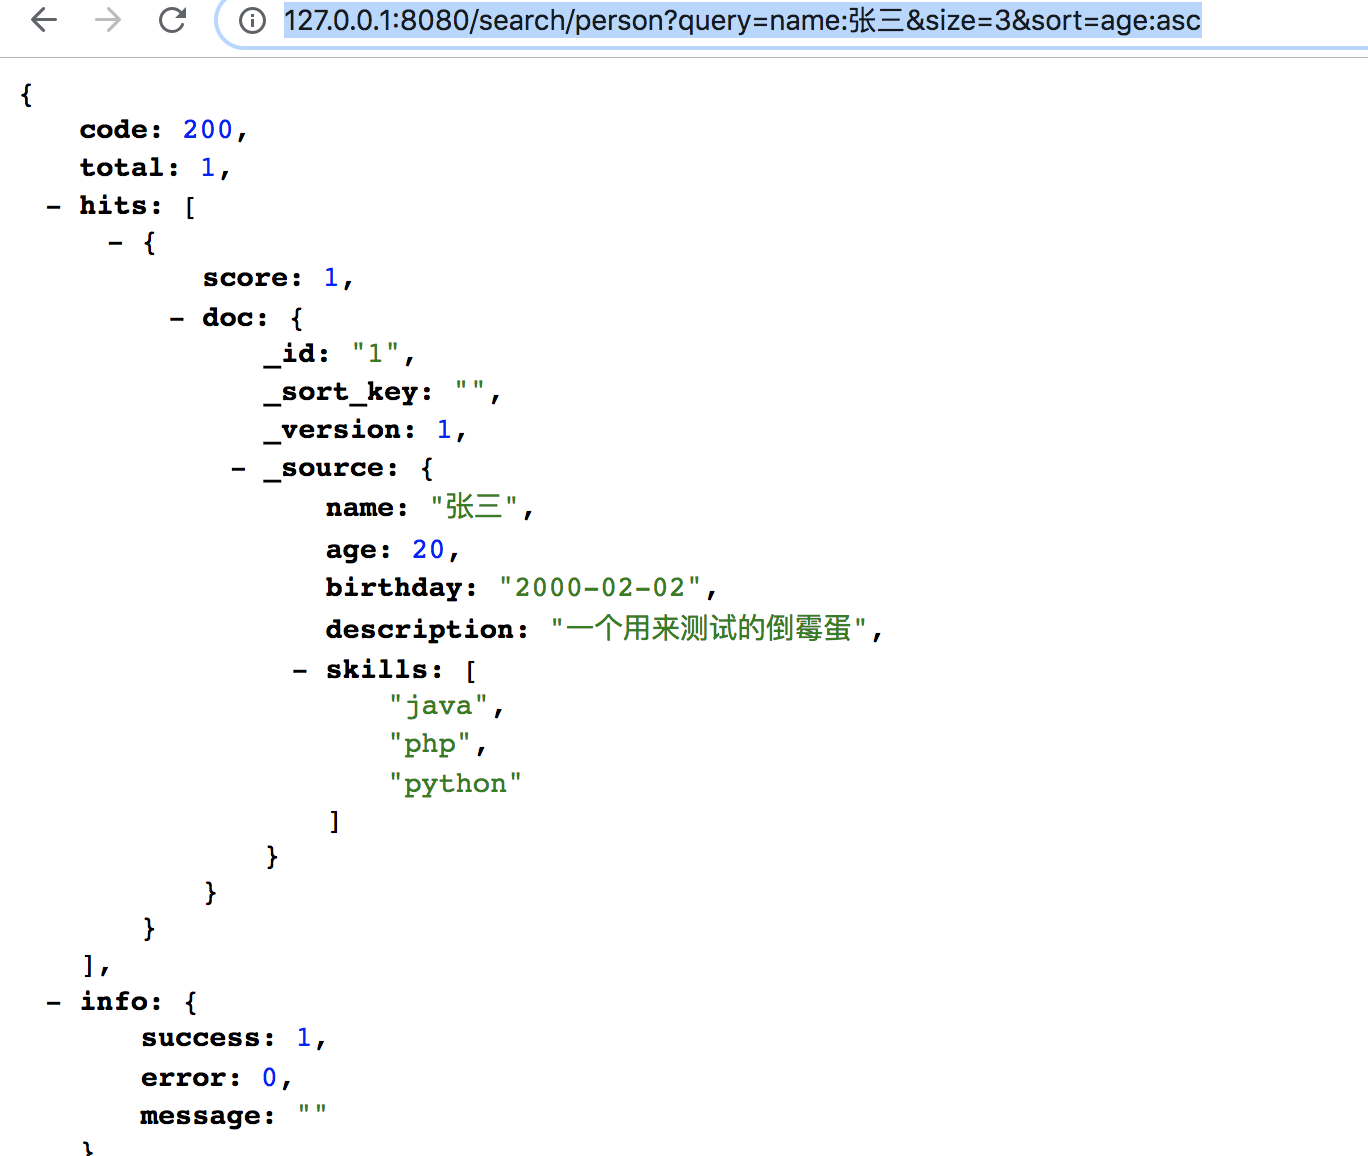 127.0.0.1:8080/search/person?query=name:张三&size=3&sort=age:asc
{
code: 200,
total: 1,
- hits: [
- {
score: 1,
- doc: {
_id: "1",
_sort_key: "",
_version: 1,
- _source: {
name: "张三",
age: 20,
birthday: "2000-02-02",
description: "一个用来测试的倒霉蛋",
- skills: [
"java",
"php",
"python"
]
}
}
}
],
- info: {
success: 1,
error: 0,
message: ""
}